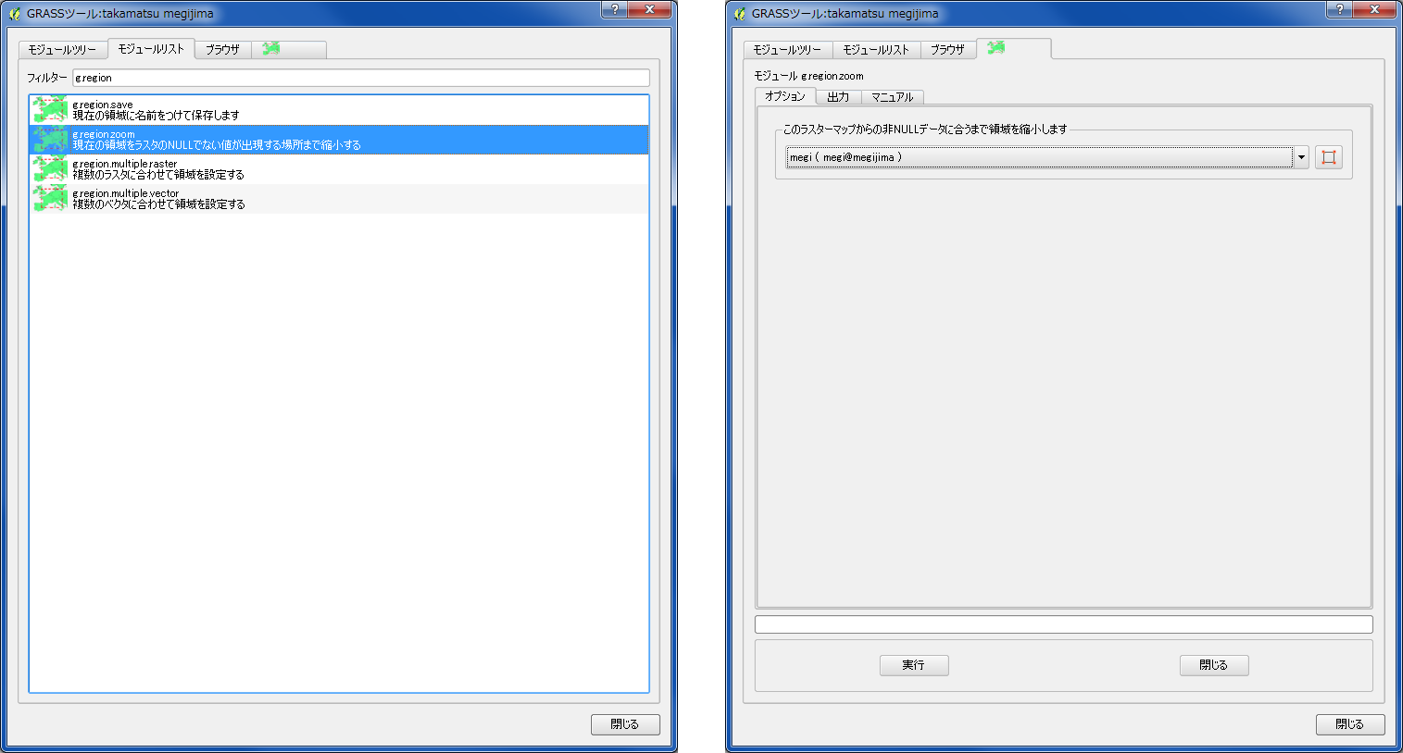 GRASSツール:takamatsu megijima
モジュールツリー モジュールリスト ブラウザ
フィルター g.region
g.region.save
現在の領域に名前をつけて保存します
g.region.zoom
現在の領域をラスタのNULLでない値が出現する場所まで縮小する
g.region.multiple.raster
複数のラスタに合わせて領域を設定する
g.region.multiple.vector
複数のベクタに合わせて領域を設定する
閉じる
GRASSツール:takamatsu megijima
モジュールツリー モジュールリスト ブラウザ
モジュール g.region.zoom
オプション 出力 マニュアル
このラスターマップからの非NULLデータに合うまで領域を縮小します
megi ( megi@megijima )
実行 閉じる
閉じる